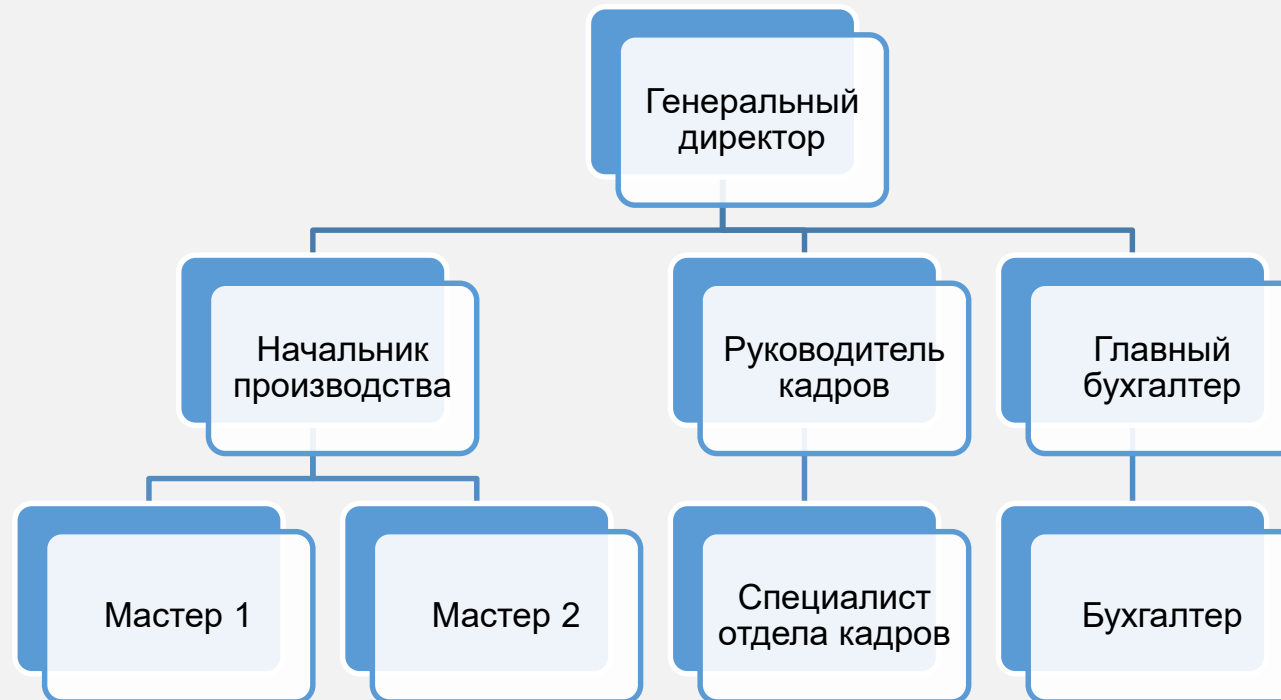 Генеральный
директор
Начальник
производства
Руководитель
кадров
Главный
бухгалтер
Мастер 1
Мастер 2
Специалист
отдела кадров
Бухгалтер